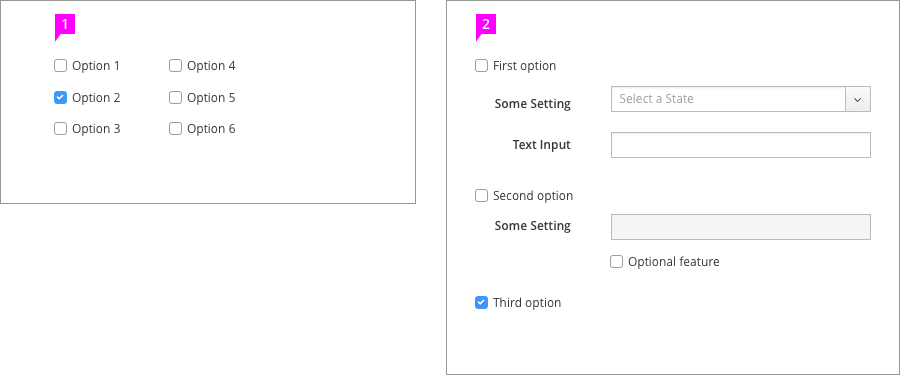 1
Option 1 Option 4
Option 2 Option 5
Option 3 Option 6
2
First option
Some Setting Select a State
Text Input
Second option
Some Setting
Optional feature
Third option